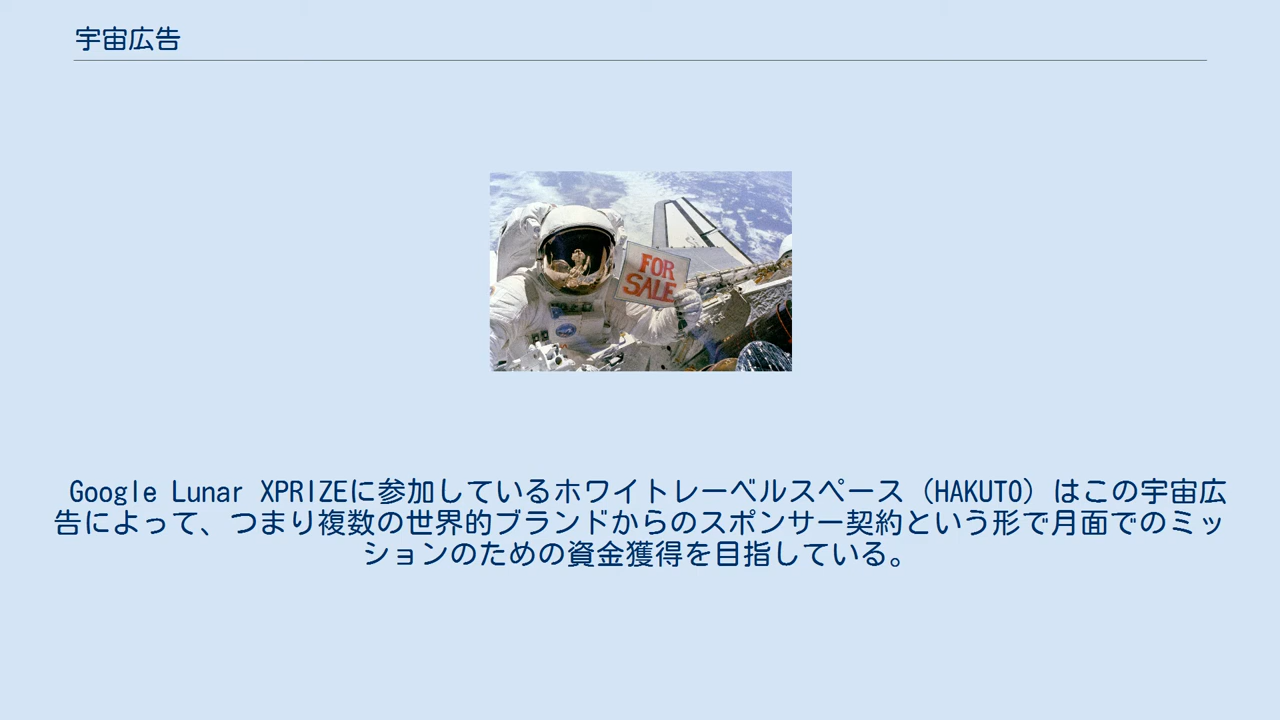 宇宙広告
FOR
SALE
Google Lunar XPRIZEに参加しているホワイトレーベルスペース（HAKUTO）はこの宇宙広
告によって、つまり複数の世界的ブランドからのスポンサー契約という形で月面でのミッ
ションのための資金獲得を目指している。